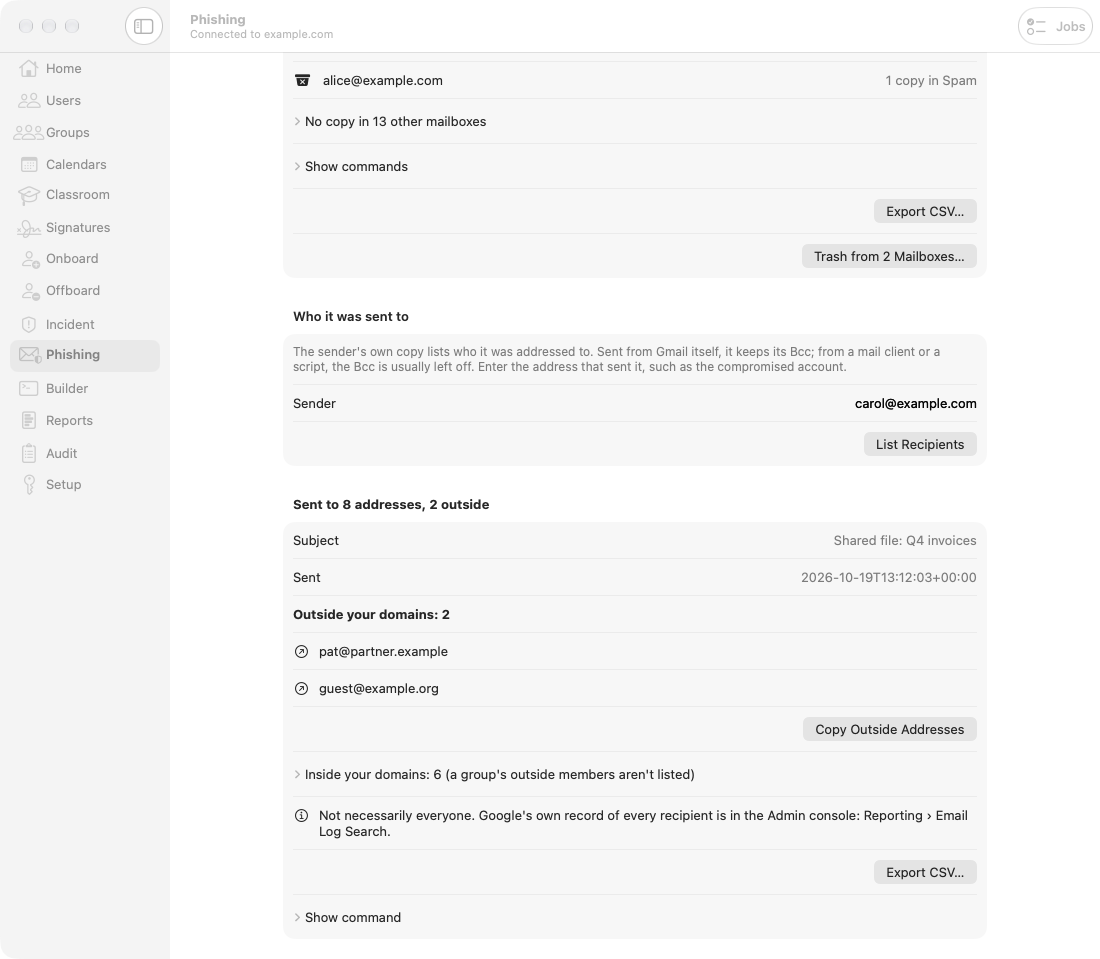 Phishing
Connected to example.com
Jobs
Home
Users
Groups
Calendars
Classroom
Signatures
Onboard
Offboard
Incident
Phishing
Builder
Reports
Audit
Setup
alice@example.com
1 copy in Spam
No copy in 13 other mailboxes
Show commands
Export CSV...
Trash from 2 Mailboxes...
Who it was sent to
The sender's own copy lists who it was addressed to. Sent from Gmail itself, it keeps its Bcc; from a mail client or a
script, the Bcc is usually left off. Enter the address that sent it, such as the compromised account.
Sender
carol@example.com
List Recipients
Sent to 8 addresses, 2 outside
Subject
Shared file: Q4 invoices
Sent
2026-10-19T13:12:03+00:00
Outside your domains: 2
pat@partner.example
guest@example.org
Copy Outside Addresses
Inside your domains: 6 (a group's outside members aren't listed)
Not necessarily everyone. Google's own record of every recipient is in the Admin console: Reporting › Email
Log Search.
Export CSV...
Show command